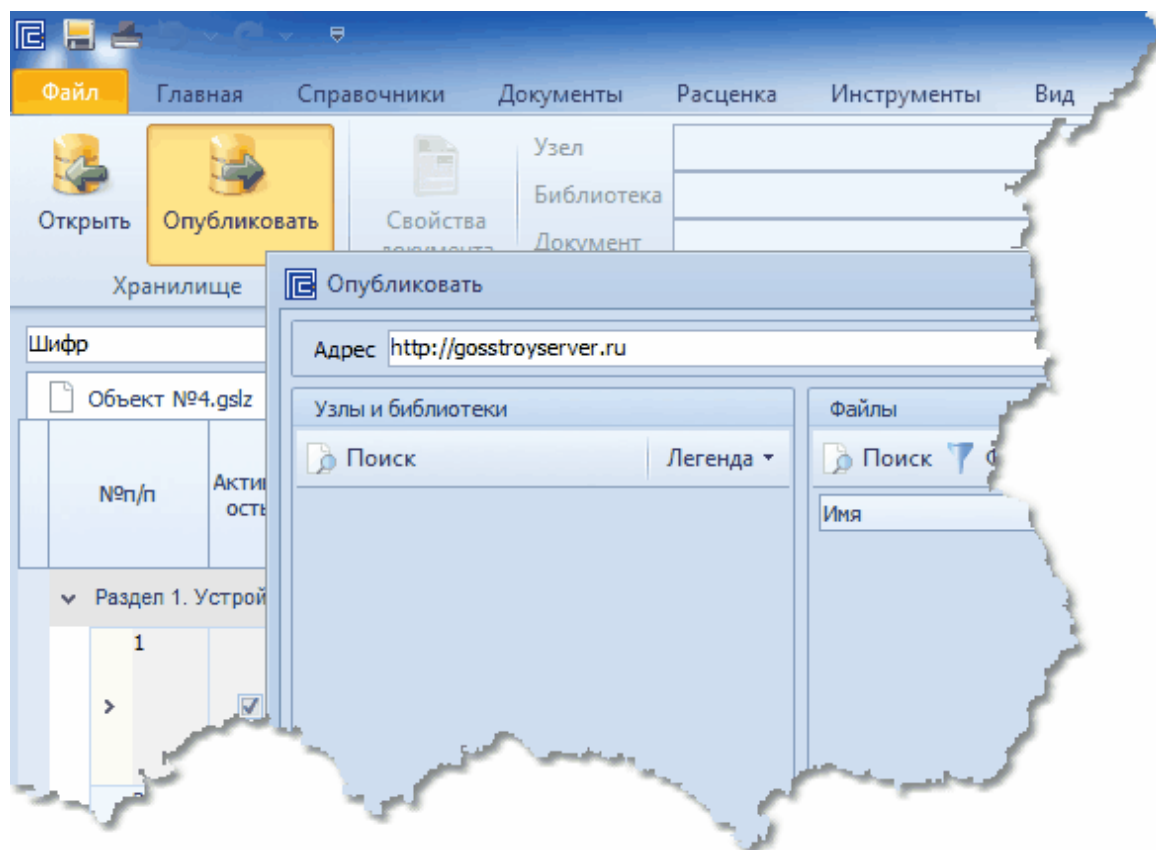 Файл Главная Справочники Документы Расценка Инструменты Вид
Узел
Библиотека
Открыть Опубликовать Свойства документа Документ
Хранилище
Опубликовать
Шифр
Адрес http://gosstroyserver.ru
Объект №4.gslz
Узлы и библиотеки Файлы
Поиск Легенда Поиск
№п/п
Имя
Раздел 1.
1